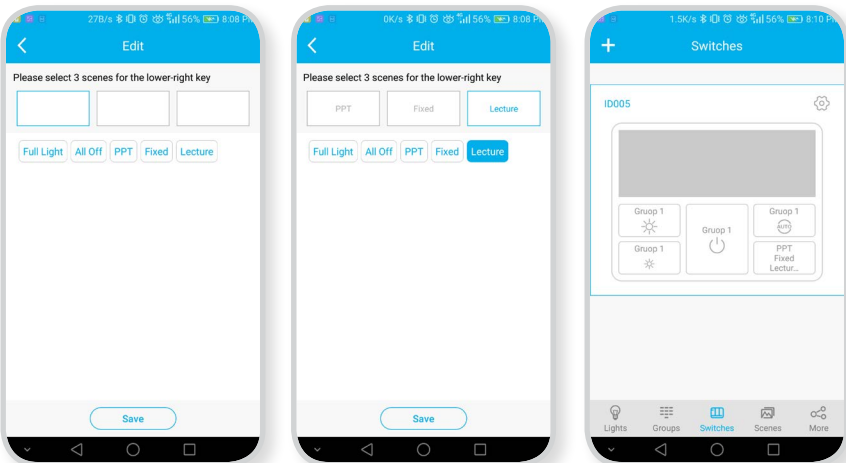 27B/s 56% 8:08 P
Edit
Please select 3 scenes for the lower-right key
Full Light All Off PPT Fixed Lecture
Save
0K/s 56% 8:08 P
Edit
Please select 3 scenes for the lower-right key
PPT Fixed Lecture
Full Light All Off PPT Fixed Lecture
Save
1.5K/s 56% 8:10 P
+ Switches
ID005
Gruop 1
Gruop 1
Gruop 1
Gruop 1
AUTO
PPT
Fixed
Lectur...
Lights Groups Switches Scenes More